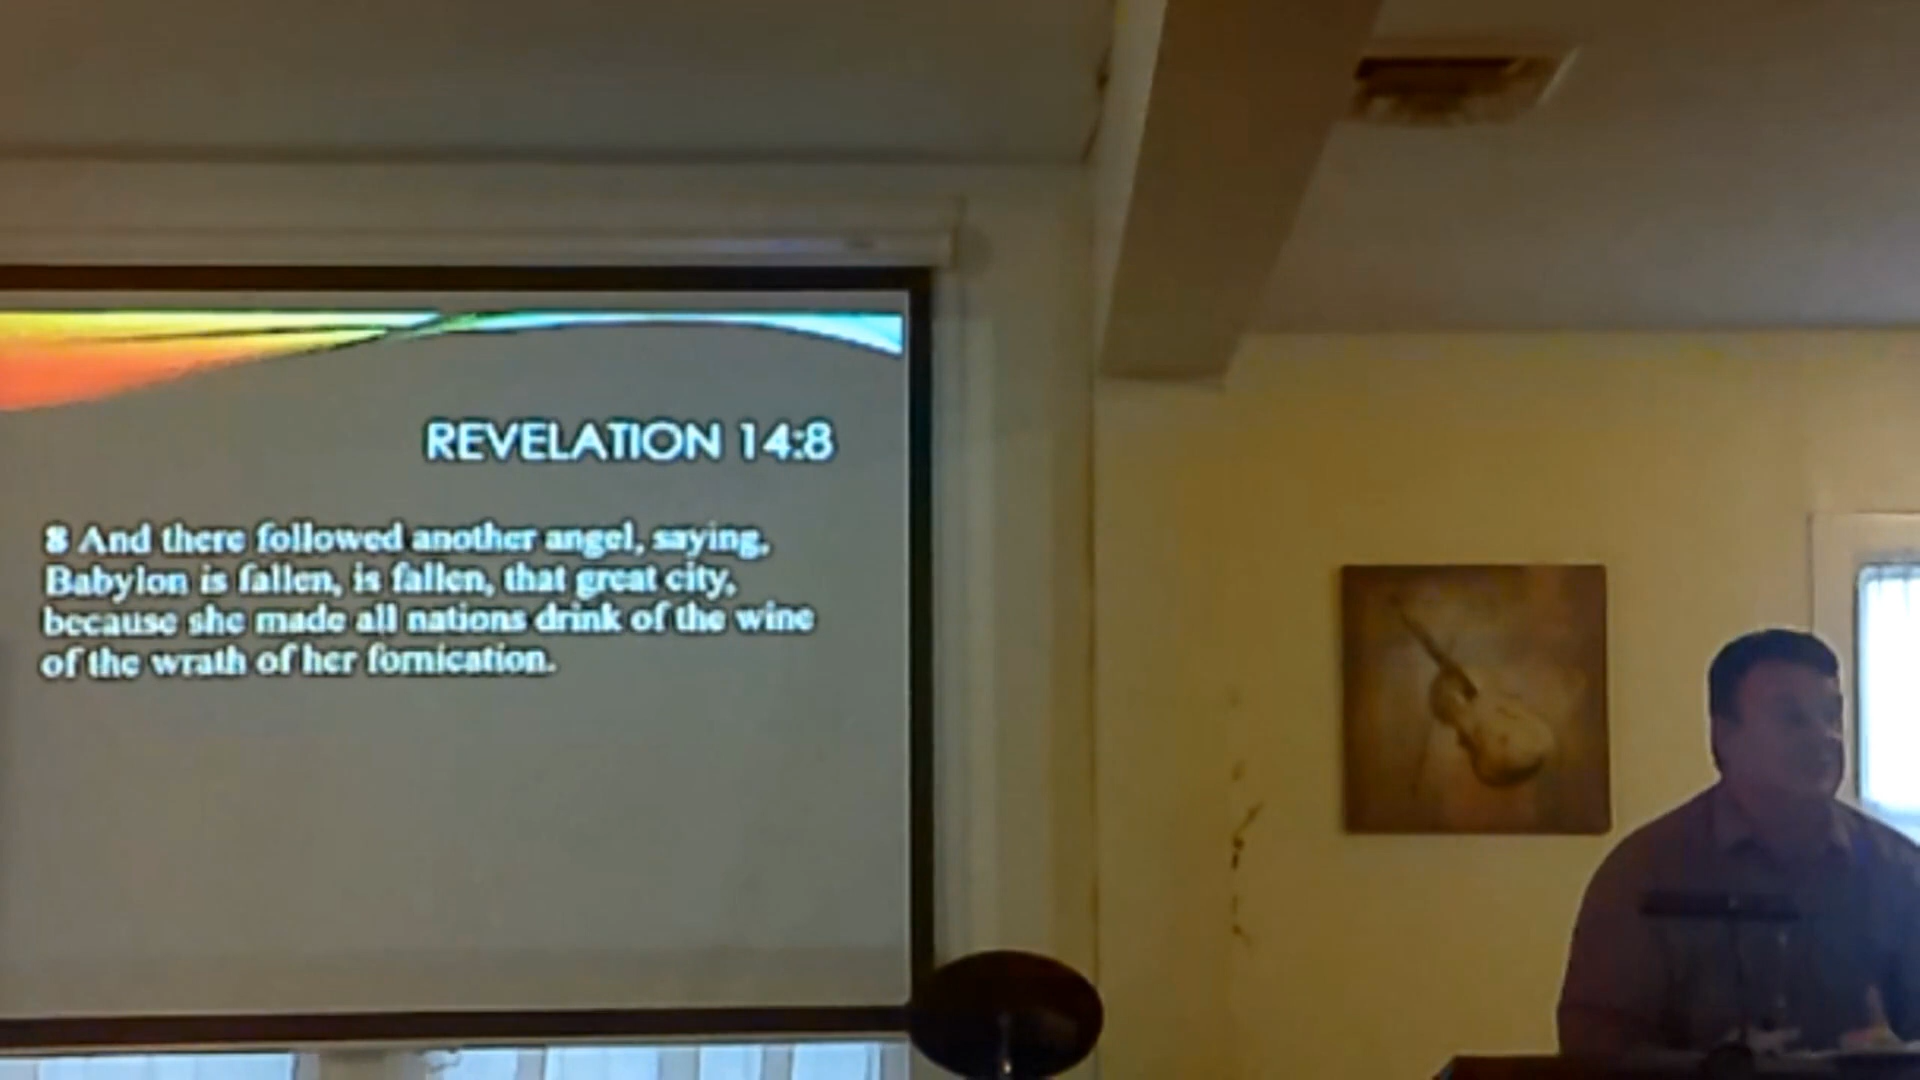 REVELATION 14:8
8 And there followed another angel, saying,
Babylon is fallen, is fallen, that great city,
because she made all nations drink of the wine
of the wrath of her fornication.